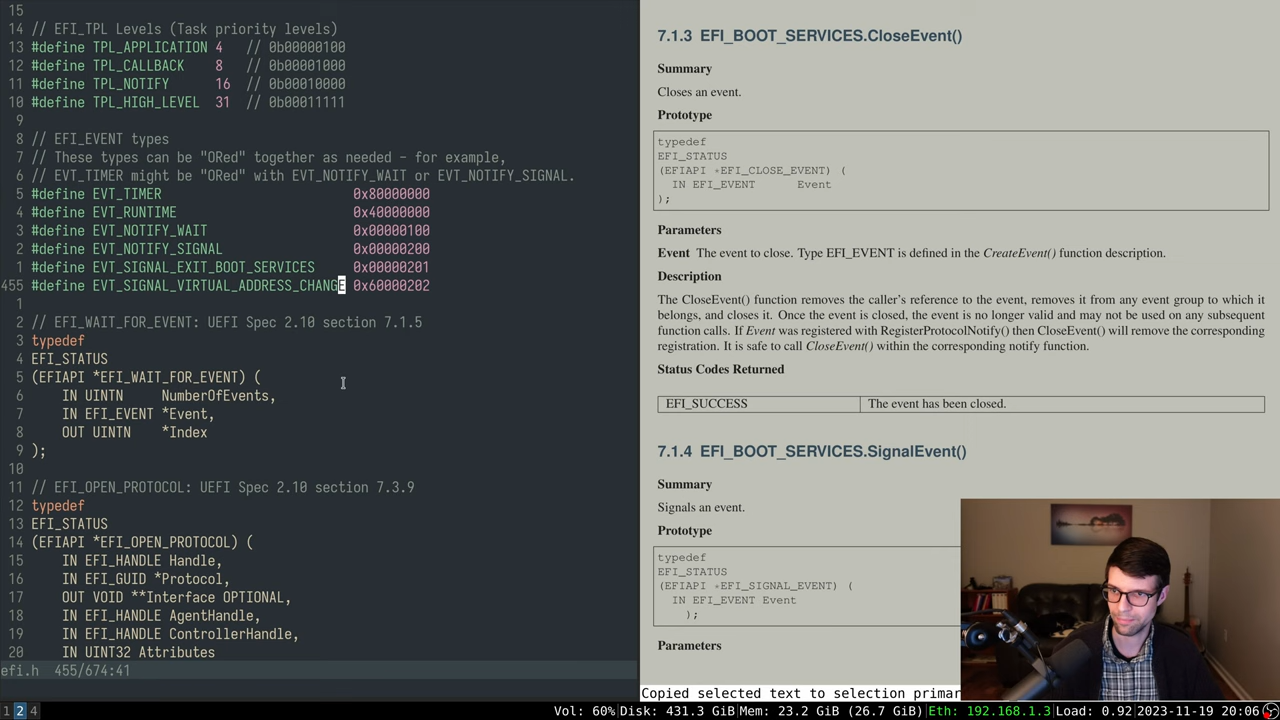 15
14 // EFI_TPL Levels (Task priority levels)
13 #define TPL_APPLICATION 4 // 0b00000100
12 #define TPL_CALLBACK 8 // 0b00001000
11 #define TPL_NOTIFY 16 // 0b00010000
10 #define TPL_HIGH_LEVEL 31 // 0b00011111
9
8 // EFI_EVENT types
7 // These types can be "ORed" together as needed – for example,
6 // EVT_TIMER might be "ORed" with EVT_NOTIFY_WAIT or EVT_NOTIFY_SIGNAL.
5 #define EVT_TIMER 0x80000000
4 #define EVT_RUNTIME 0x40000000
3 #define EVT_NOTIFY_WAIT 0x00000100
2 #define EVT_NOTIFY_SIGNAL 0x00000200
1 #define EVT_SIGNAL_EXIT_BOOT_SERVICES 0x00000201
455 #define EVT_SIGNAL_VIRTUAL_ADDRESS_CHANGE 0x60000202
1
2 // EFI_WAIT_FOR_EVENT: UEFI Spec 2.10 section 7.1.5
3 typedef
4 EFI_STATUS
5 (EFIAPI *EFI_WAIT_FOR_EVENT) (
6 IN UINTN NumberOfEvents,
7 IN EFI_EVENT *Event,
8 OUT UINTN *Index
9 );
10
11 // EFI_OPEN_PROTOCOL: UEFI Spec 2.10 section 7.3.9
12 typedef
13 EFI_STATUS
14 (EFIAPI *EFI_OPEN_PROTOCOL) (
15 IN EFI_HANDLE Handle,
16 IN EFI_GUID *Protocol,
17 OUT VOID **Interface OPTIONAL,
18 IN EFI_HANDLE AgentHandle,
19 IN EFI_HANDLE ControllerHandle,
20 IN UINT32 Attributes
efi.h 455/674:41
7.1.3 EFI_BOOT_SERVICES.CloseEvent()
Summary
Closes an event.
Prototype
typedef
EFI_STATUS
(EFIAPI *EFI_CLOSE_EVENT) (
IN EFI_EVENT Event
);
Parameters
Event The event to close. Type EFI_EVENT is defined in the CreateEvent() function description.
Description
The CloseEvent() function removes the caller's reference to the event, removes it from any event group to which it
belongs, and closes it. Once the event is closed, the event is no longer valid and may not be used on any subsequent
function calls. If Event was registered with RegisterProtocolNotify() then CloseEvent() will remove the corresponding
registration. It is safe to call CloseEvent() within the corresponding notify function.
Status Codes Returned
EFI_SUCCESS The event has been closed.
7.1.4 EFI_BOOT_SERVICES.SignalEvent()
Summary
Signals an event.
Prototype
typedef
EFI_STATUS
(EFIAPI *EFI_SIGNAL_EVENT) (
IN EFI_EVENT Event
);
Parameters
Copied selected text to selection primar
1 2 4 Vol: 60% Disk: 431.3 GiB Mem: 23.2 GiB (26.7 GiB) Eth: 192.168.1.3 Load: 0.92 2023-11-19 20:06